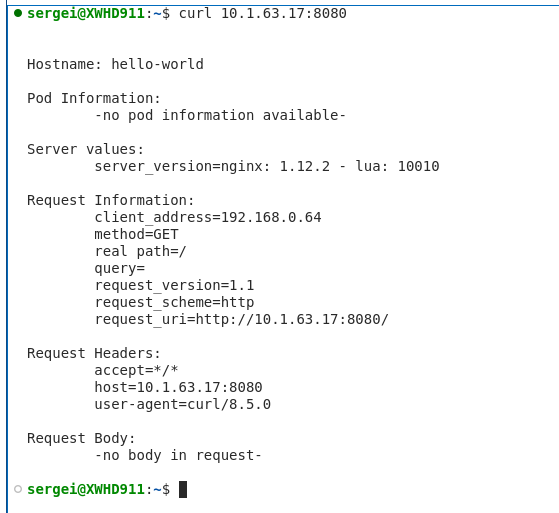 sergei@XWHD911:~$ curl 10.1.63.17:8080
Hostname: hello-world
Pod Information:
-no pod information available-
Server values:
server_version=nginx: 1.12.2 - lua: 10010
Request Information:
client_address=192.168.0.64
method=GET
real path=/
query=
request_version=1.1
request_scheme=http
request_uri=http://10.1.63.17:8080/
Request Headers:
accept=*/*
host=10.1.63.17:8080
user-agent=curl/8.5.0
Request Body:
-no body in request-
sergei@XWHD911:~$